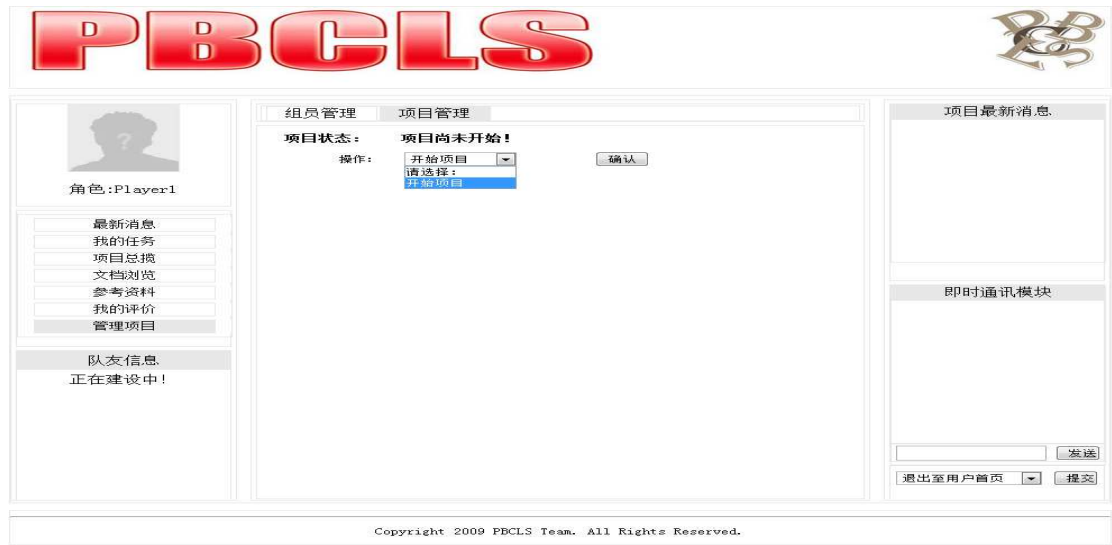 PBCLS
PBCLS
角色:Player1
最新消息
我的任务
项目总揽
文档浏览
参考资料
我的评价
管理项目
队友信息
正在建设中!
组员管理 项目管理
项目状态: 项目尚未开始!
操作: 开始项目 确认
请选择:
开始项目
项目最新消息
即时通讯模块
发送
退出至用户首页 提交
Copyright 2009 PBCLS Team. All Rights Reserved.